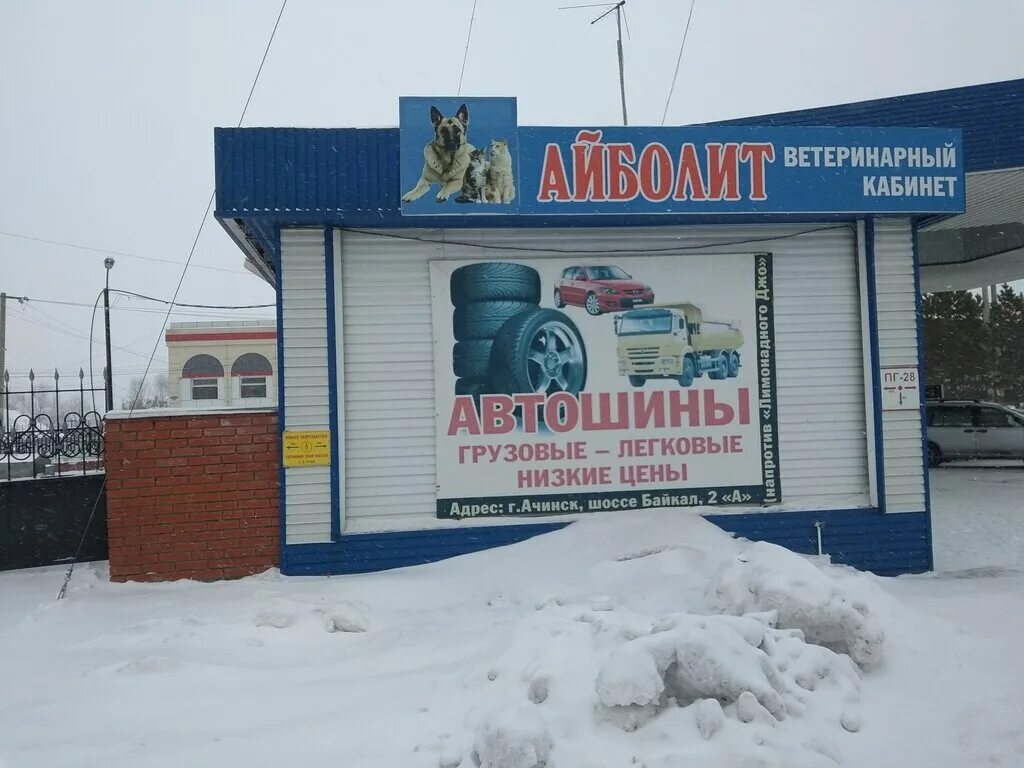 АЙБОЛИТ
ВЕТЕРИНАРНЫЙ
КАБИНЕТ
АВТОШИНЫ
ГРУЗОВЫЕ – ЛЕГКОВЫЕ
НИЗКИЕ ЦЕНЫ
Адрес: г.Ачинск, шоссе Байкал, 2 «А»
(напротив «Лимонадного Джо»)
ПГ-28